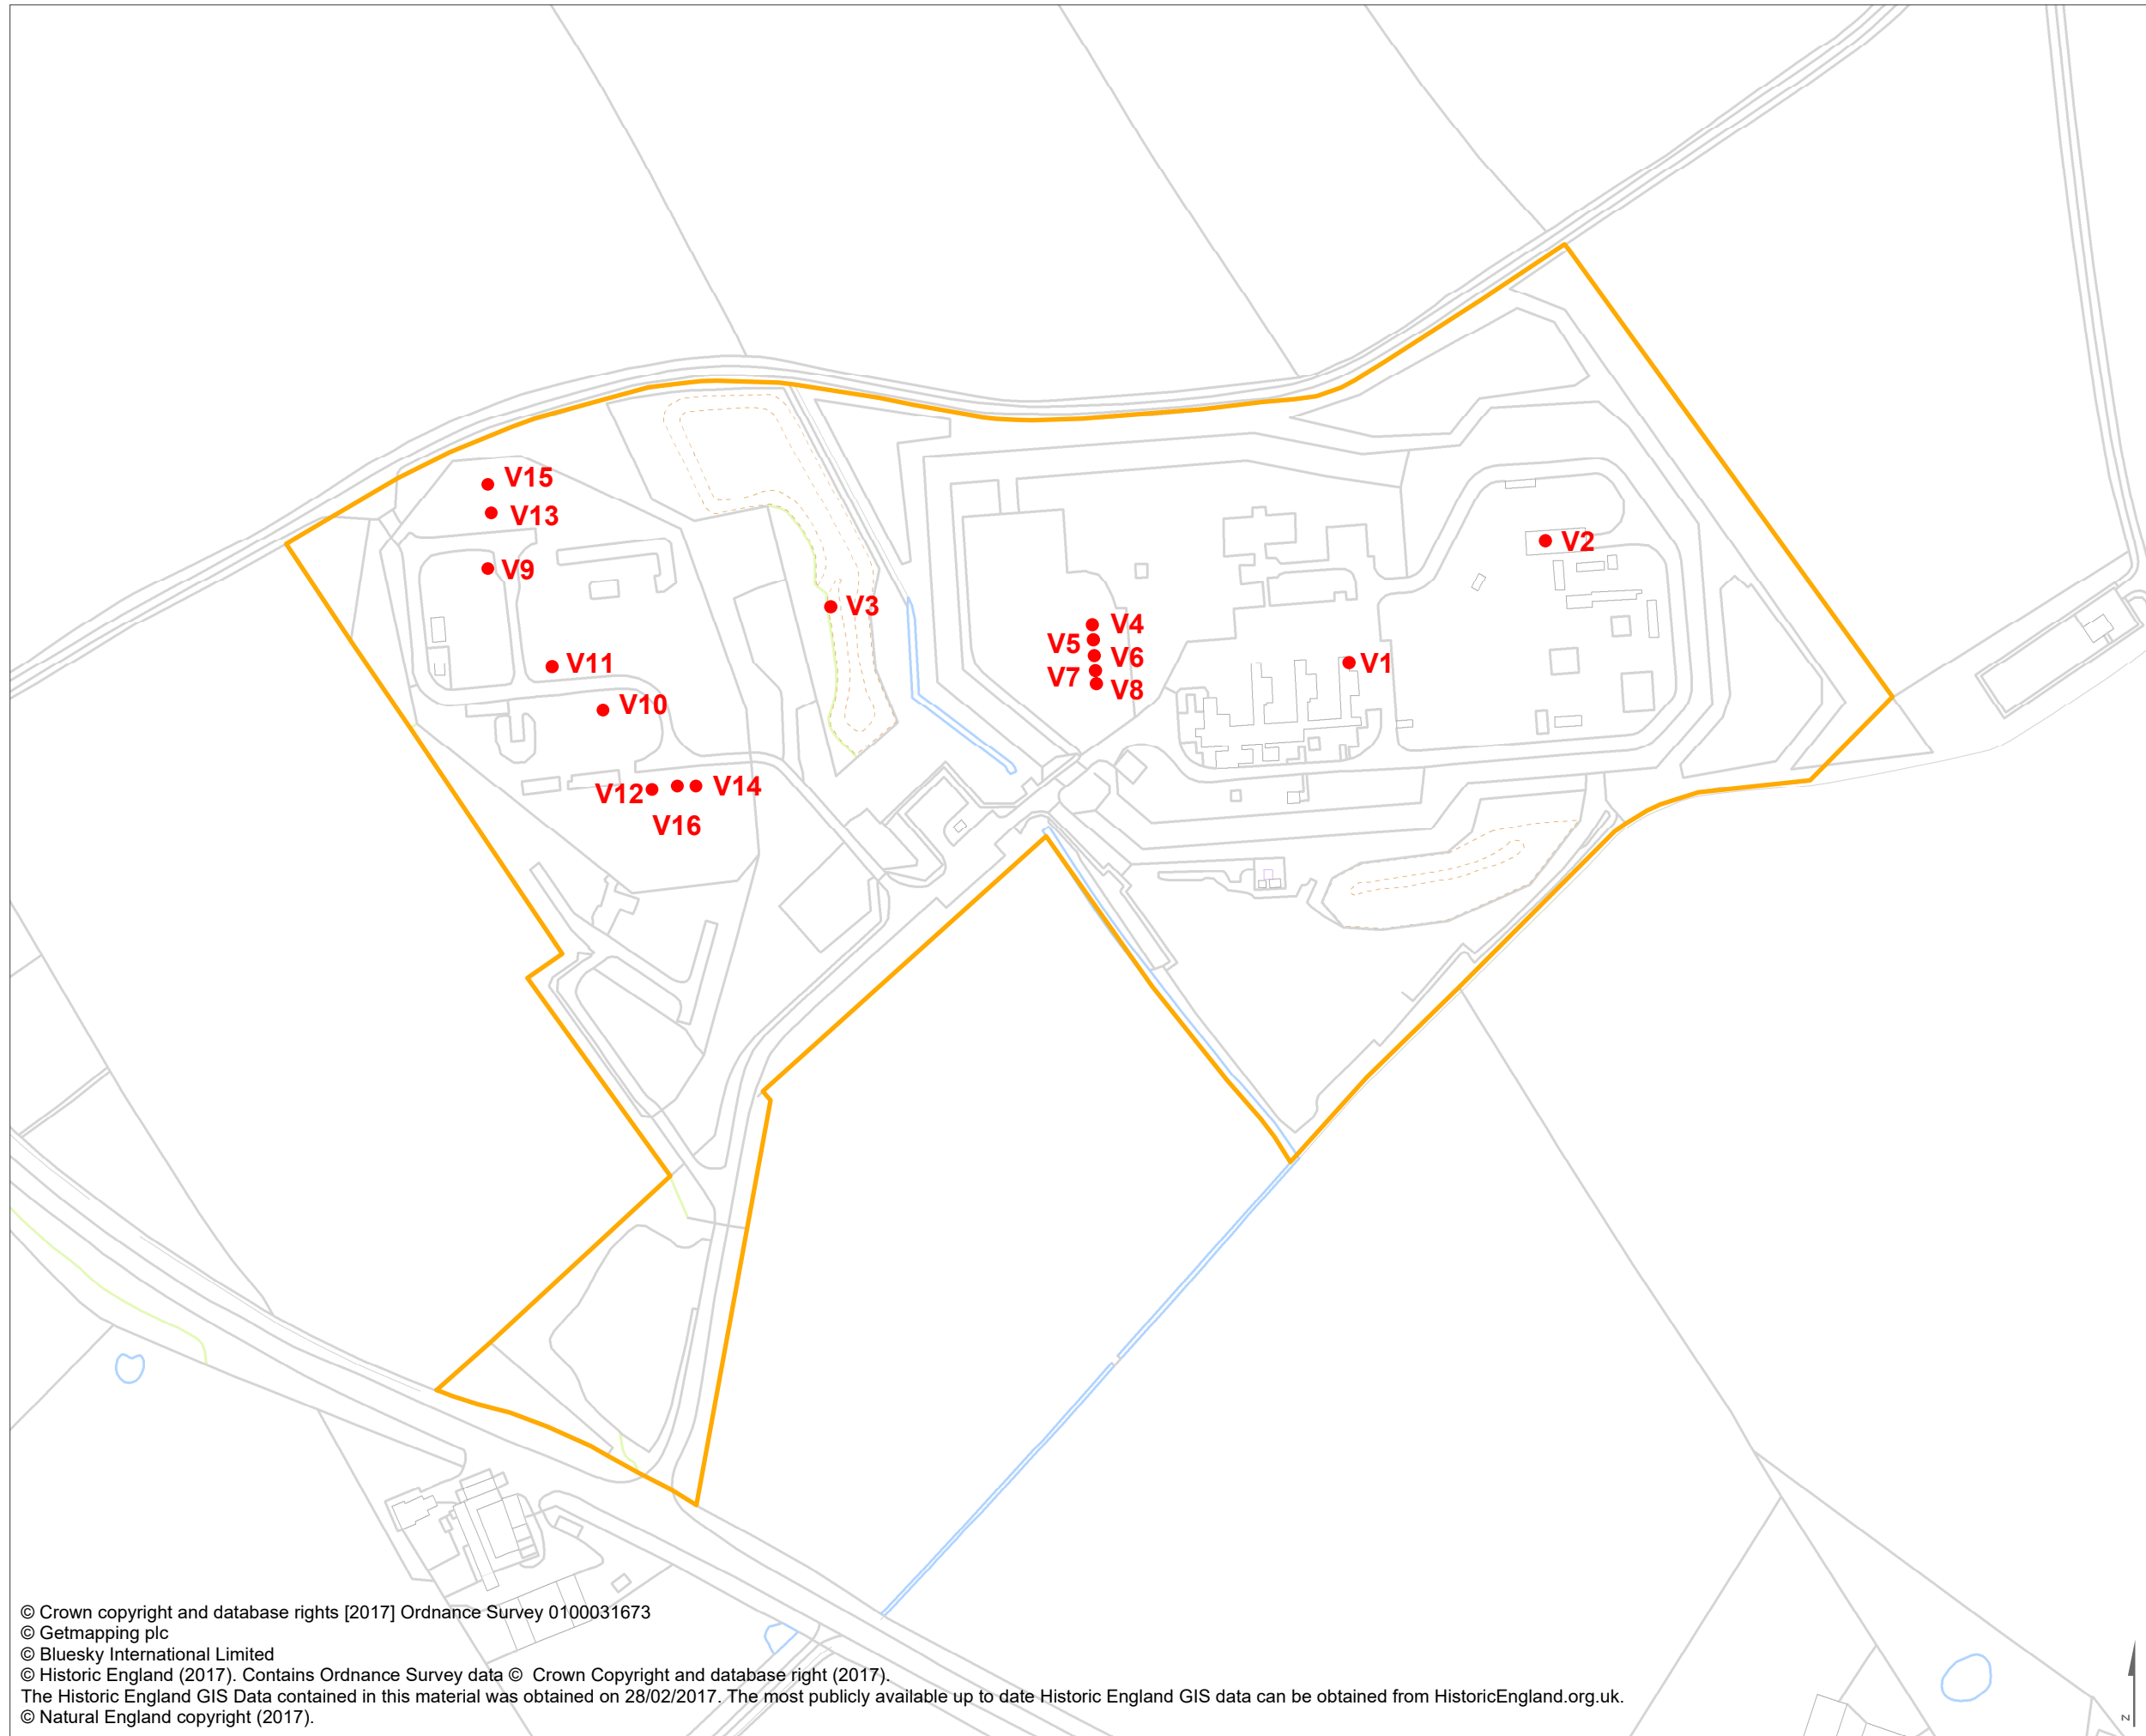 V15
V13
V2
V9
V3
V4
V5
V6
V11
V1
V7
V8
V10
V12
V14
V16
© Crown copyright and database rights [2017] Ordnance Survey 0100031673
© Getmapping plc
© Bluesky International Limited
© Historic England (2017). Contains Ordnance Survey data © Crown Copyright and database right (2017).
The Historic England GIS Data contained in this material was obtained on 28/02/2017. The most publicly available up to date Historic England GIS data can be obtained from HistoricEngland.org.uk.
© Natural England copyright (2017).
N